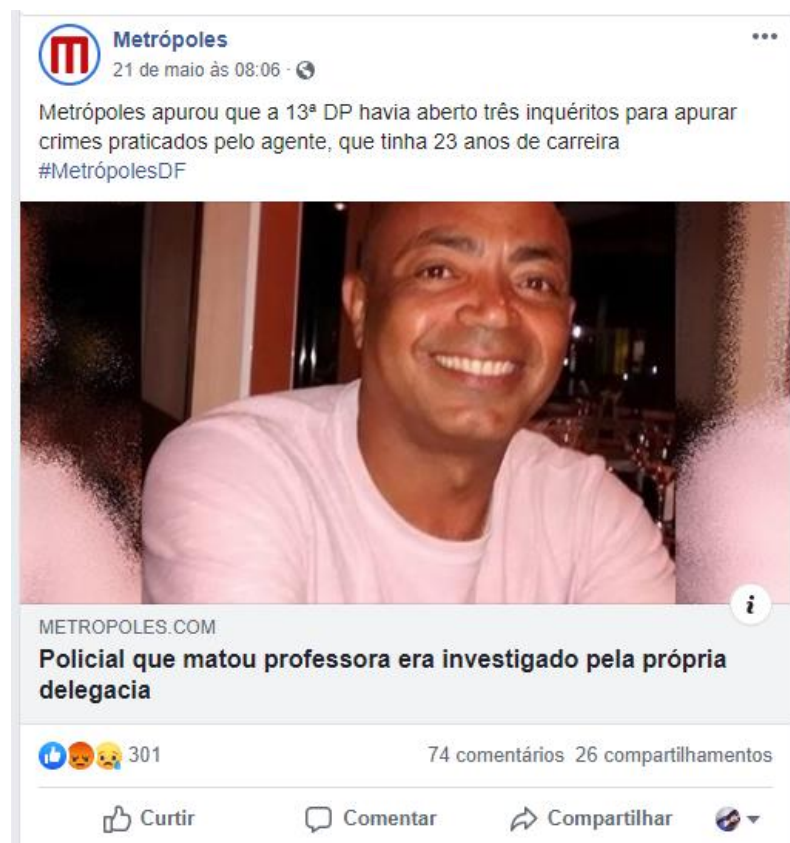 Metrópoles
21 de maio às 08:06 ·
Metrópoles apurou que a 13ª DP havia aberto três inquéritos para apurar
crimes praticados pelo agente, que tinha 23 anos de carreira
#MetrópolesDF
METROPOLES.COM
Policial que matou professora era investigado pela própria
delegacia
301 74 comentários 26 compartilhamentos
Curtir Comentar Compartilhar